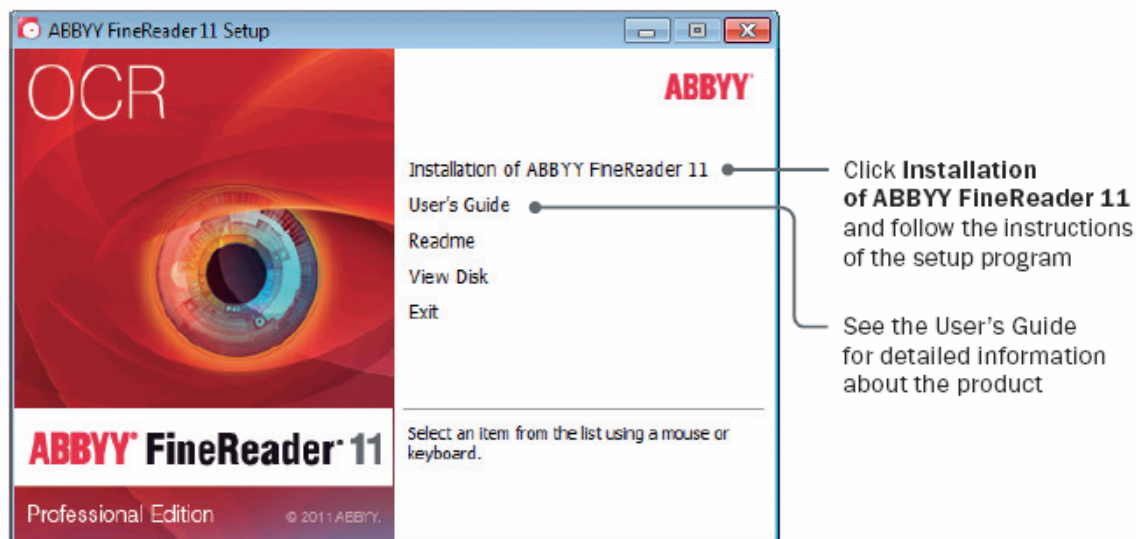 ABBYY FineReader 11 Setup
OCR
ABBYY
Installation of ABBYY FineReader 11
User's Guide
Readme
View Disk
Exit
Select an item from the list using a mouse or
keyboard.
ABBYY FineReader 11
Professional Edition
© 2011 ABBYY.
Click Installation
of ABBYY FineReader 11
and follow the instructions
of the setup program
See the User's Guide
for detailed information
about the product